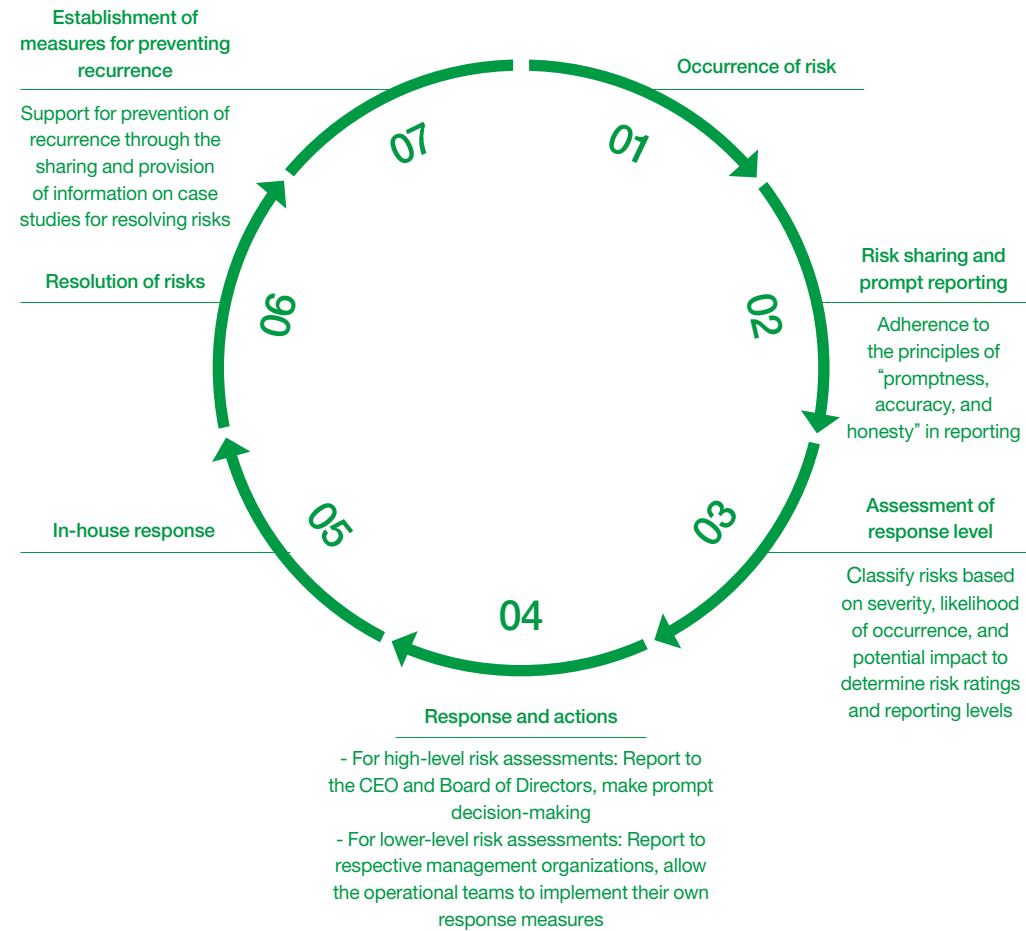 01
Occurrence of risk
02
Risk sharing and
prompt reporting
Adherence to
the principles of
“promptness,
accuracy, and
honesty” in reporting
03
Assessment of
response level
Classify risks based
on severity, likelihood
of occurrence, and
potential impact to
determine risk ratings
and reporting levels
04
Response and actions
- For high-level risk assessments: Report to
the CEO and Board of Directors, make prompt
decision-making
- For lower-level risk assessments: Report to
respective management organizations, allow
the operational teams to implement their own
response measures
05
In-house response
06
Resolution of risks
07
Establishment of
measures for preventing
recurrence
Support for prevention of
recurrence through the
sharing and provision
of information on case
studies for resolving risks